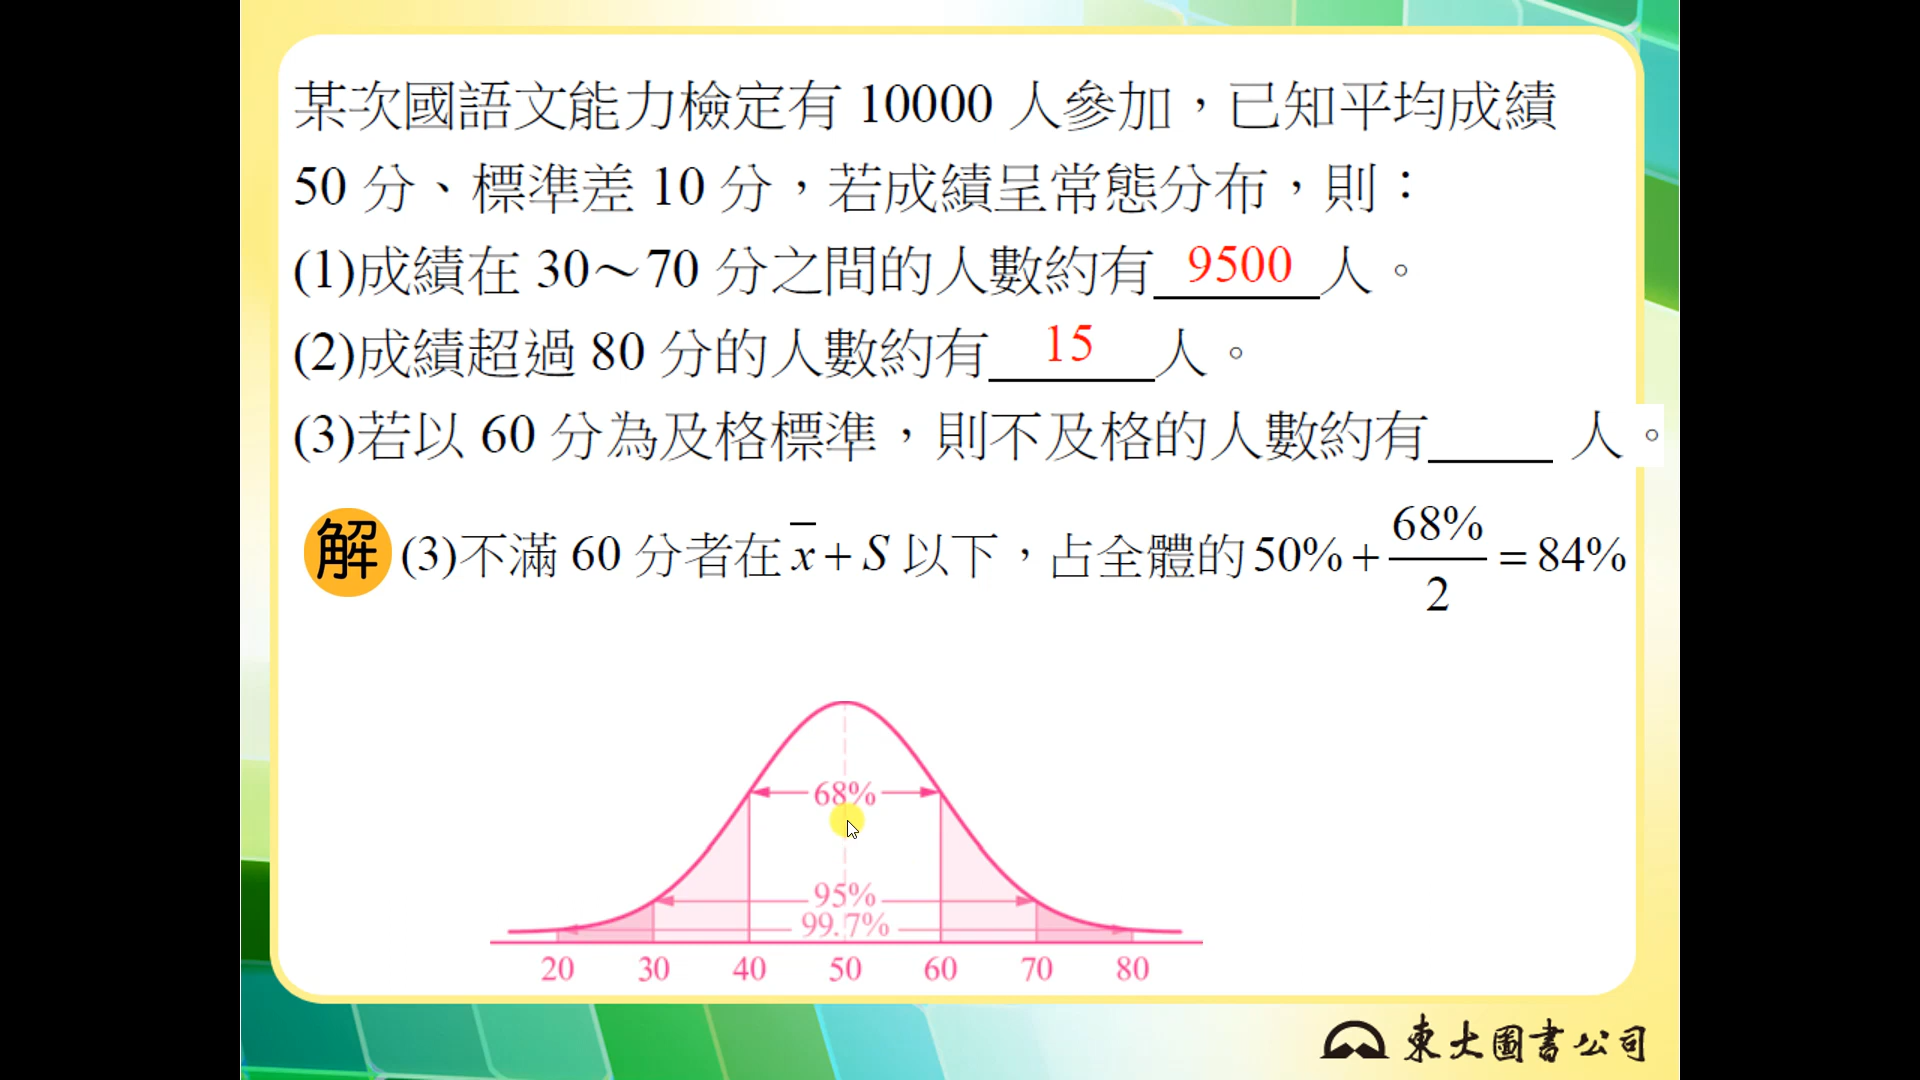 某次國語文能力檢定有 10000 人參加，已知平均成績
50 分、標準差 10 分，若成績呈常態分布，則：
(1)成績在 30～70 分之間的人數約有 9500 人。
(2)成績超過 80 分的人數約有 15 人。
(3)若以 60 分為及格標準，則不及格的人數約有_____ 人。
解 (3)不滿 60 分者在 x̄ + S 以下，占全體的 50% + 68%/2 = 84%
68%
95%
99.7%
20 30 40 50 60 70 80
東大圖書公司